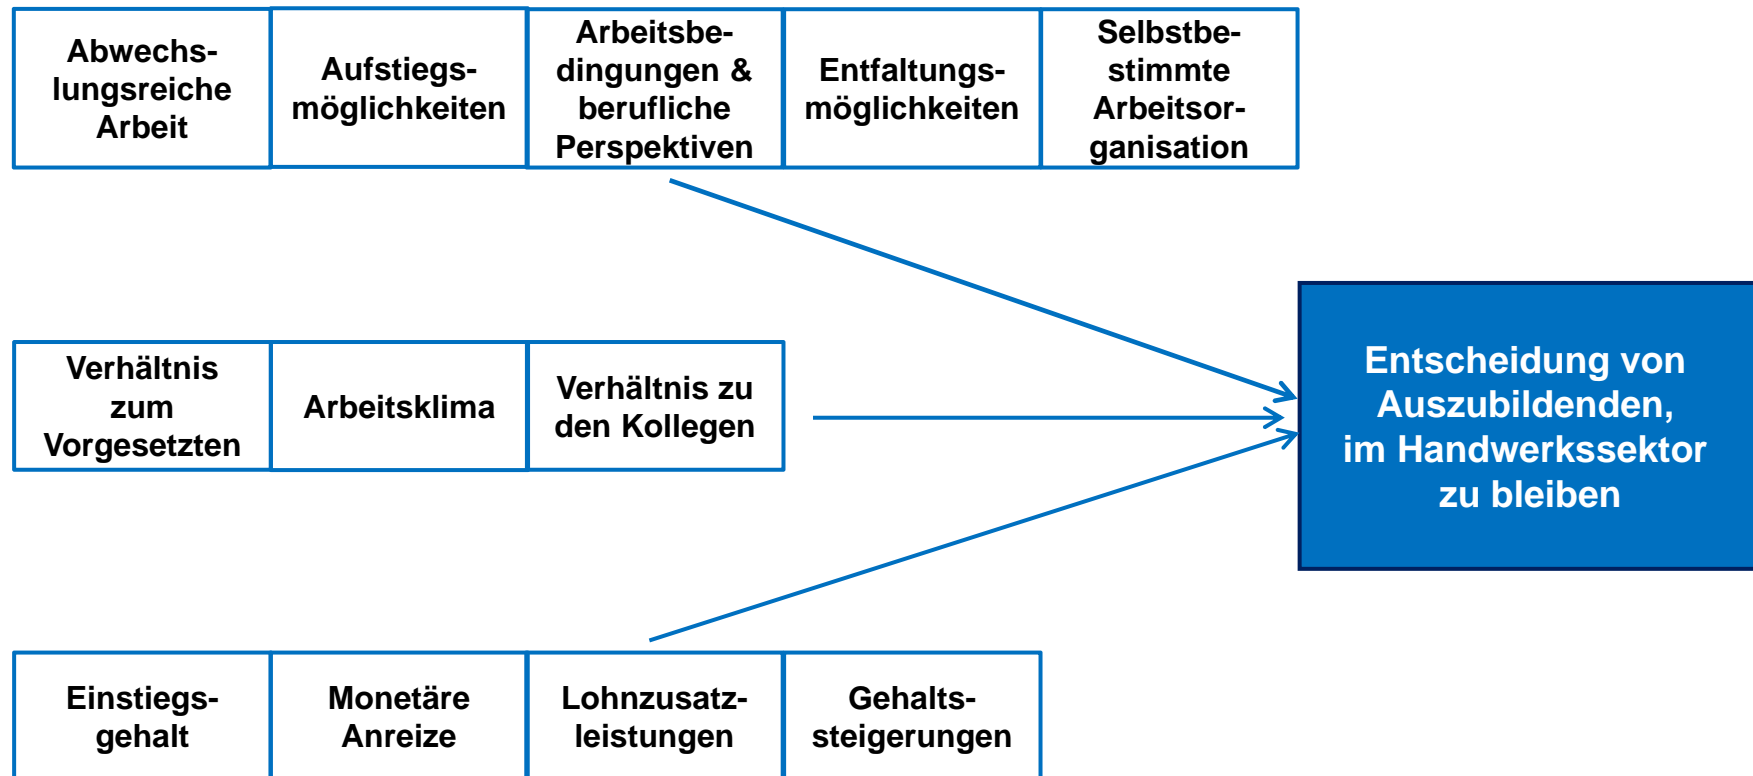 Abwechs-
lungsreiche
Arbeit
Aufstiegs-
möglichkeiten
Arbeitsbe-
dingungen &
berufliche
Perspektiven
Entfaltungs-
möglichkeiten
Selbstbe-
stimmte
Arbeitsor-
ganisation
Verhältnis
zum
Vorgesetzten
Arbeitsklima
Verhältnis zu
den Kollegen
Entscheidung von
Auszubildenden,
im Handwerkssektor
zu bleiben
Einstiegs-
gehalt
Monetäre
Anreize
Lohnzusatz-
leistungen
Gehalts-
steigerungen